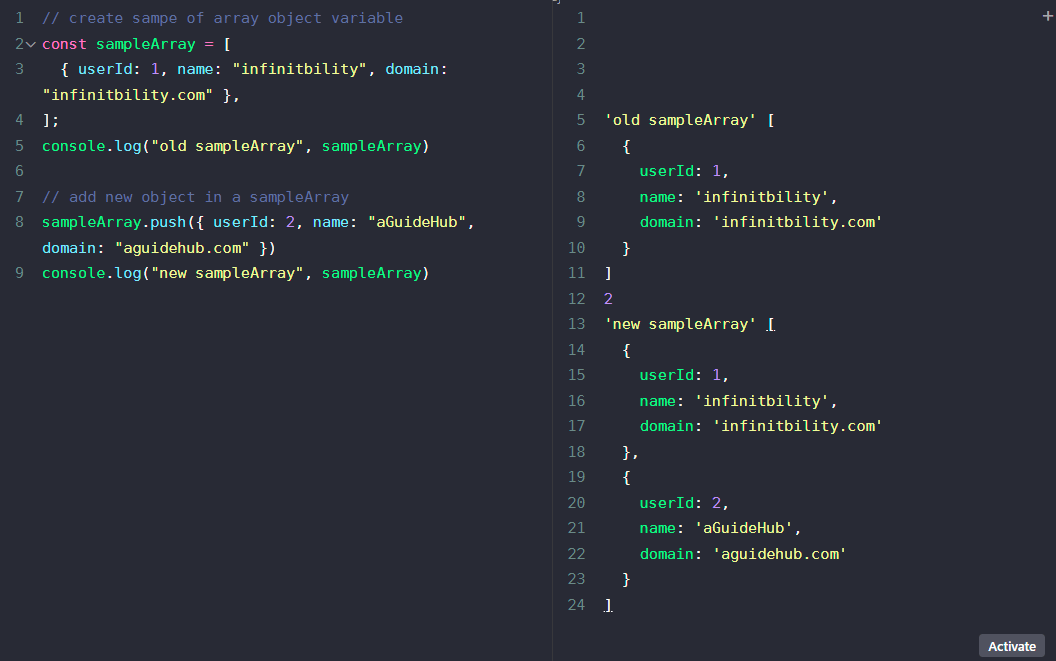 1 // create sampe of array object variable
2 const sampleArray = [
3   { userId: 1, name: "infinitbility", domain:
"infinitbility.com" },
4 ];
5 console.log("old sampleArray", sampleArray)
6
7 // add new object in a sampleArray
8 sampleArray.push({ userId: 2, name: "aGuideHub",
domain: "aguidehub.com" })
9 console.log("new sampleArray", sampleArray)
+
1
2
3
4
5 'old sampleArray' [
6   {
7     userId: 1,
8     name: 'infinitbility',
9     domain: 'infinitbility.com'
10   }
11 ]
12 2
13 'new sampleArray' [
14   {
15     userId: 1,
16     name: 'infinitbility',
17     domain: 'infinitbility.com'
18   },
19   {
20     userId: 2,
21     name: 'aGuideHub',
22     domain: 'aguidehub.com'
23   }
24 ]
Activate